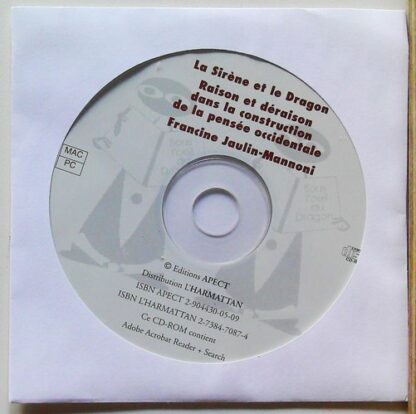 La Sirène et le Dragon
Raison et déraison
dans la construction
de la pensée occidentale
Francine Jaulin-Mannoni
MAC
PC
© Editions APECT
Distribution L'HARMATTAN
ISBN APECT 2-904430-05-09
ISBN L'HARMATTAN 2-7384-7087-4
Ce CD-ROM contient
Adobe Acrobat Reader + Search